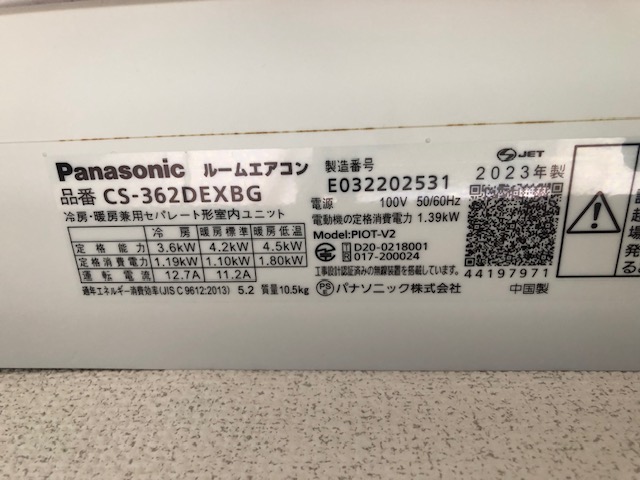 Panasonic ルームエアコン
品番 CS-362DEXBG
冷房・暖房兼用セパレート形室内ユニット
冷房 暖房標準 暖房低温
定格能力 3.6kW 4.2kW 4.5kW
定格消費電力 1.19kW 1.10kW 1.80kW
運転電流 12.7A 11.2A
通年エネルギー消費効率(JIS C 9612:2013) 5.2 質量10.5kg
製造番号
E032202531
電源 100V 50/60Hz
電動機の定格消費電力 1.39kW
Model:PIOT-V2
T D20-0218001
R 017-200024
工事設計認証済みの無線装置を搭載しています。
PSE パナソニック株式会社
JET
2023年製
44197971
中国製